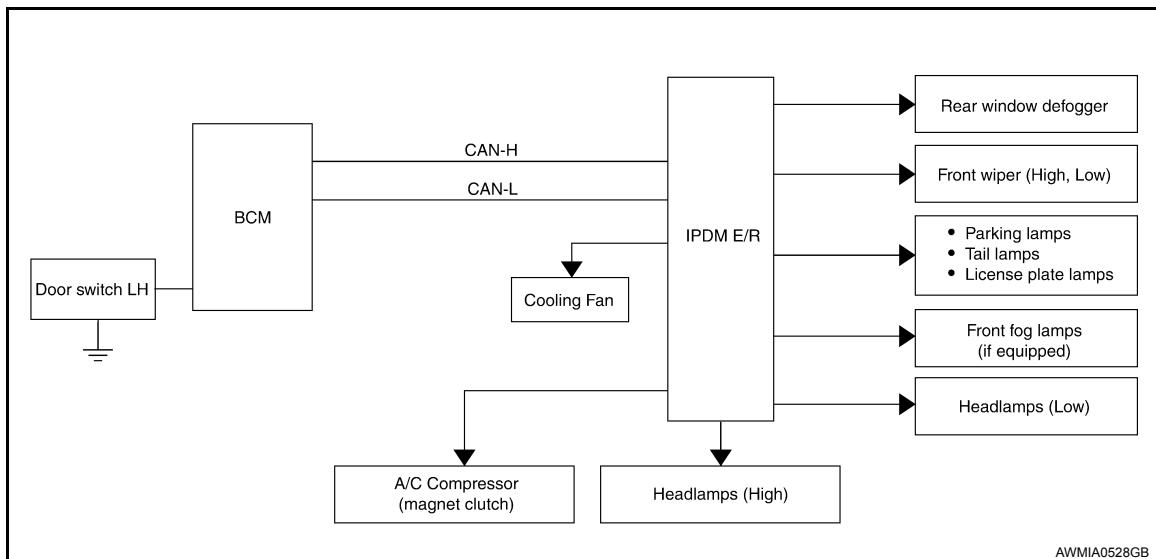 Rear window defogger
CAN-H
Front wiper (High, Low)
CAN-L
BCM
IPDM E/R
• Parking lamps
• Tail lamps
• License plate lamps
Door switch LH
Cooling Fan
Front fog lamps
(if equipped)
Headlamps (Low)
A/C Compressor
(magnet clutch)
Headlamps (High)
AWMIA0528GB